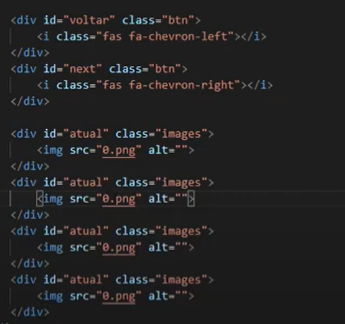 <div id="voltar" class="btn">
    <i class="fas fa-chevron-left"></i>
</div>
<div id="next" class="btn">
    <i class="fas fa-chevron-right"></i>
</div>

<div id="atual" class="images">
    <img src="0.png" alt="">
</div>
<div id="atual" class="images">
    <img src="0.png" alt="">
</div>
<div id="atual" class="images">
    <img src="0.png" alt="">
</div>
<div id="atual" class="images">
    <img src="0.png" alt="">
</div>